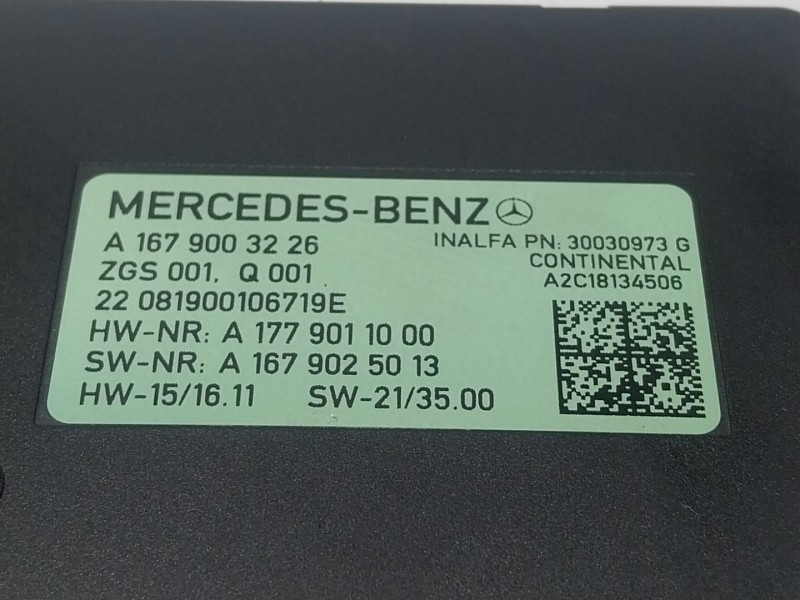 MERCEDES-BENZ
A 167 900 32 26
ZGS 001, Q 001
22 081900106719E
HW-NR: A 177 901 10 00
SW-NR: A 167 902 50 13
HW-15/16.11 SW-21/35.00
INALFA PN: 30030973 G
CONTINENTAL
A2C18134506